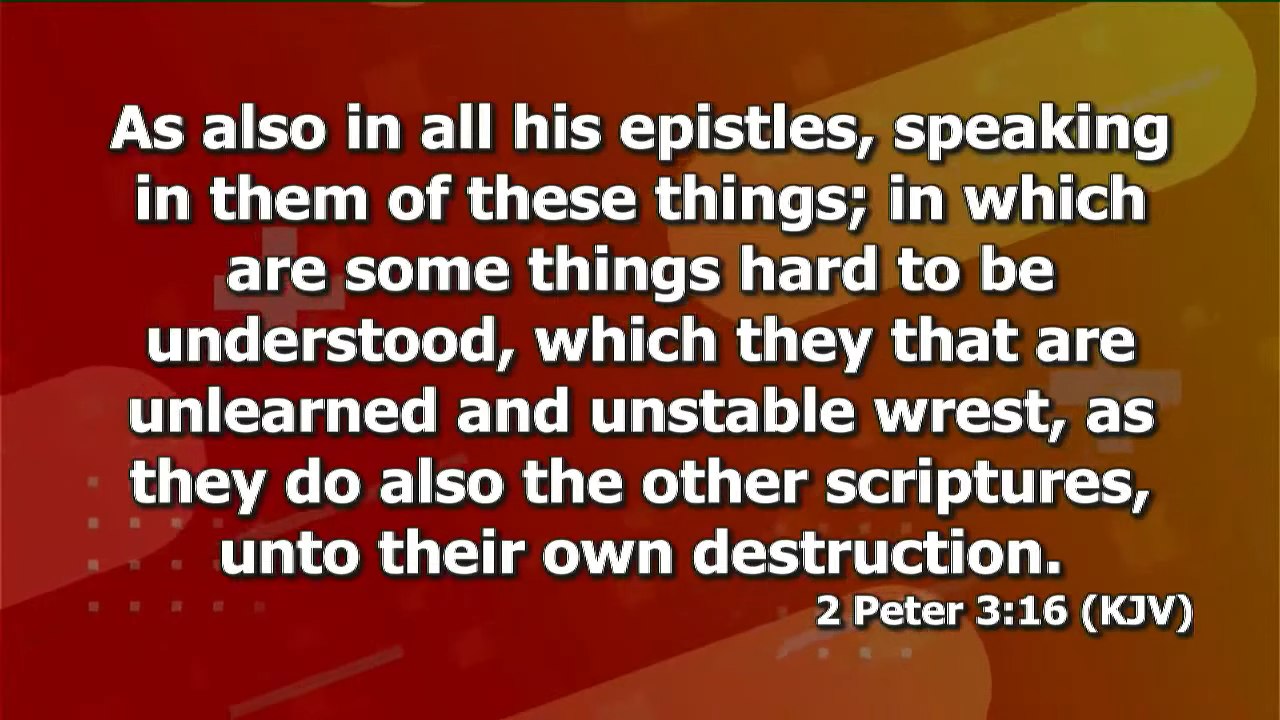 As also in all his epistles, speaking
in them of these things; in which
are some things hard to be
understood, which they that are
unlearned and unstable wrest, as
they do also the other scriptures,
unto their own destruction.
2 Peter 3:16 (KJV)